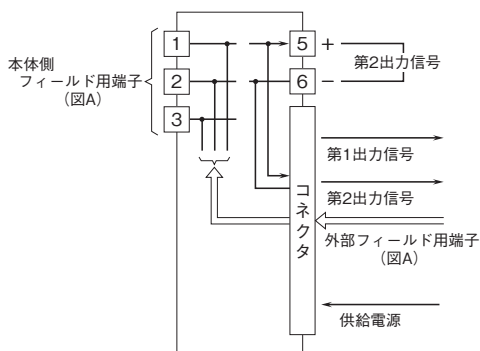 本体側
フィールド用端子
(図A)
1
2
3
5 +
6 −
第2出力信号
コネクタ
第1出力信号
第2出力信号
外部フィールド用端子
(図A)
供給電源